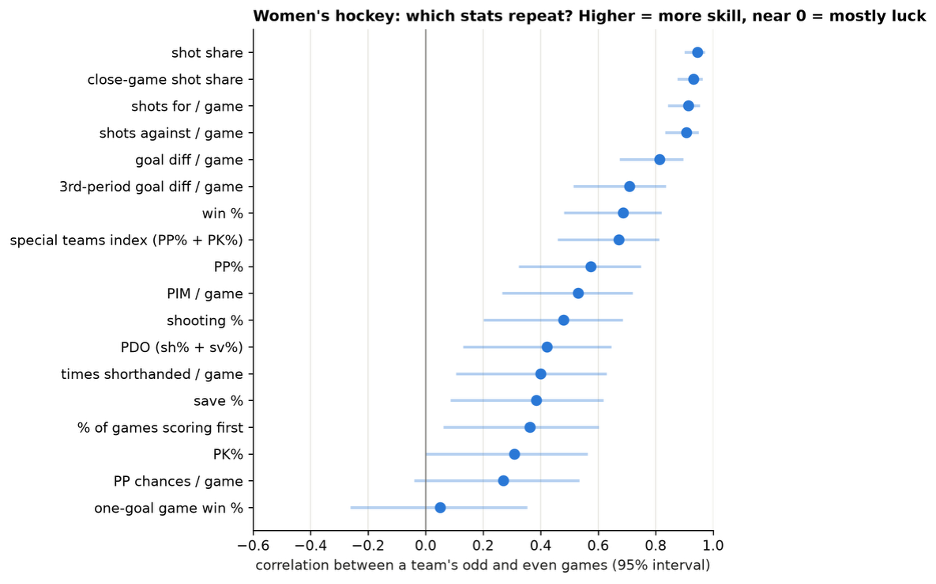 Women's hockey: which stats repeat? Higher = more skill, near 0 = mostly luck
shot share
close-game shot share
shots for / game
shots against / game
goal diff / game
3rd-period goal diff / game
win %
special teams index (PP% + PK%)
PP%
PIM / game
shooting %
PDO (sh% + sv%)
times shorthanded / game
save %
% of games scoring first
PK%
PP chances / game
one-goal game win %
−0.6 −0.4 −0.2 0.0 0.2 0.4 0.6 0.8 1.0
correlation between a team's odd and even games (95% interval)